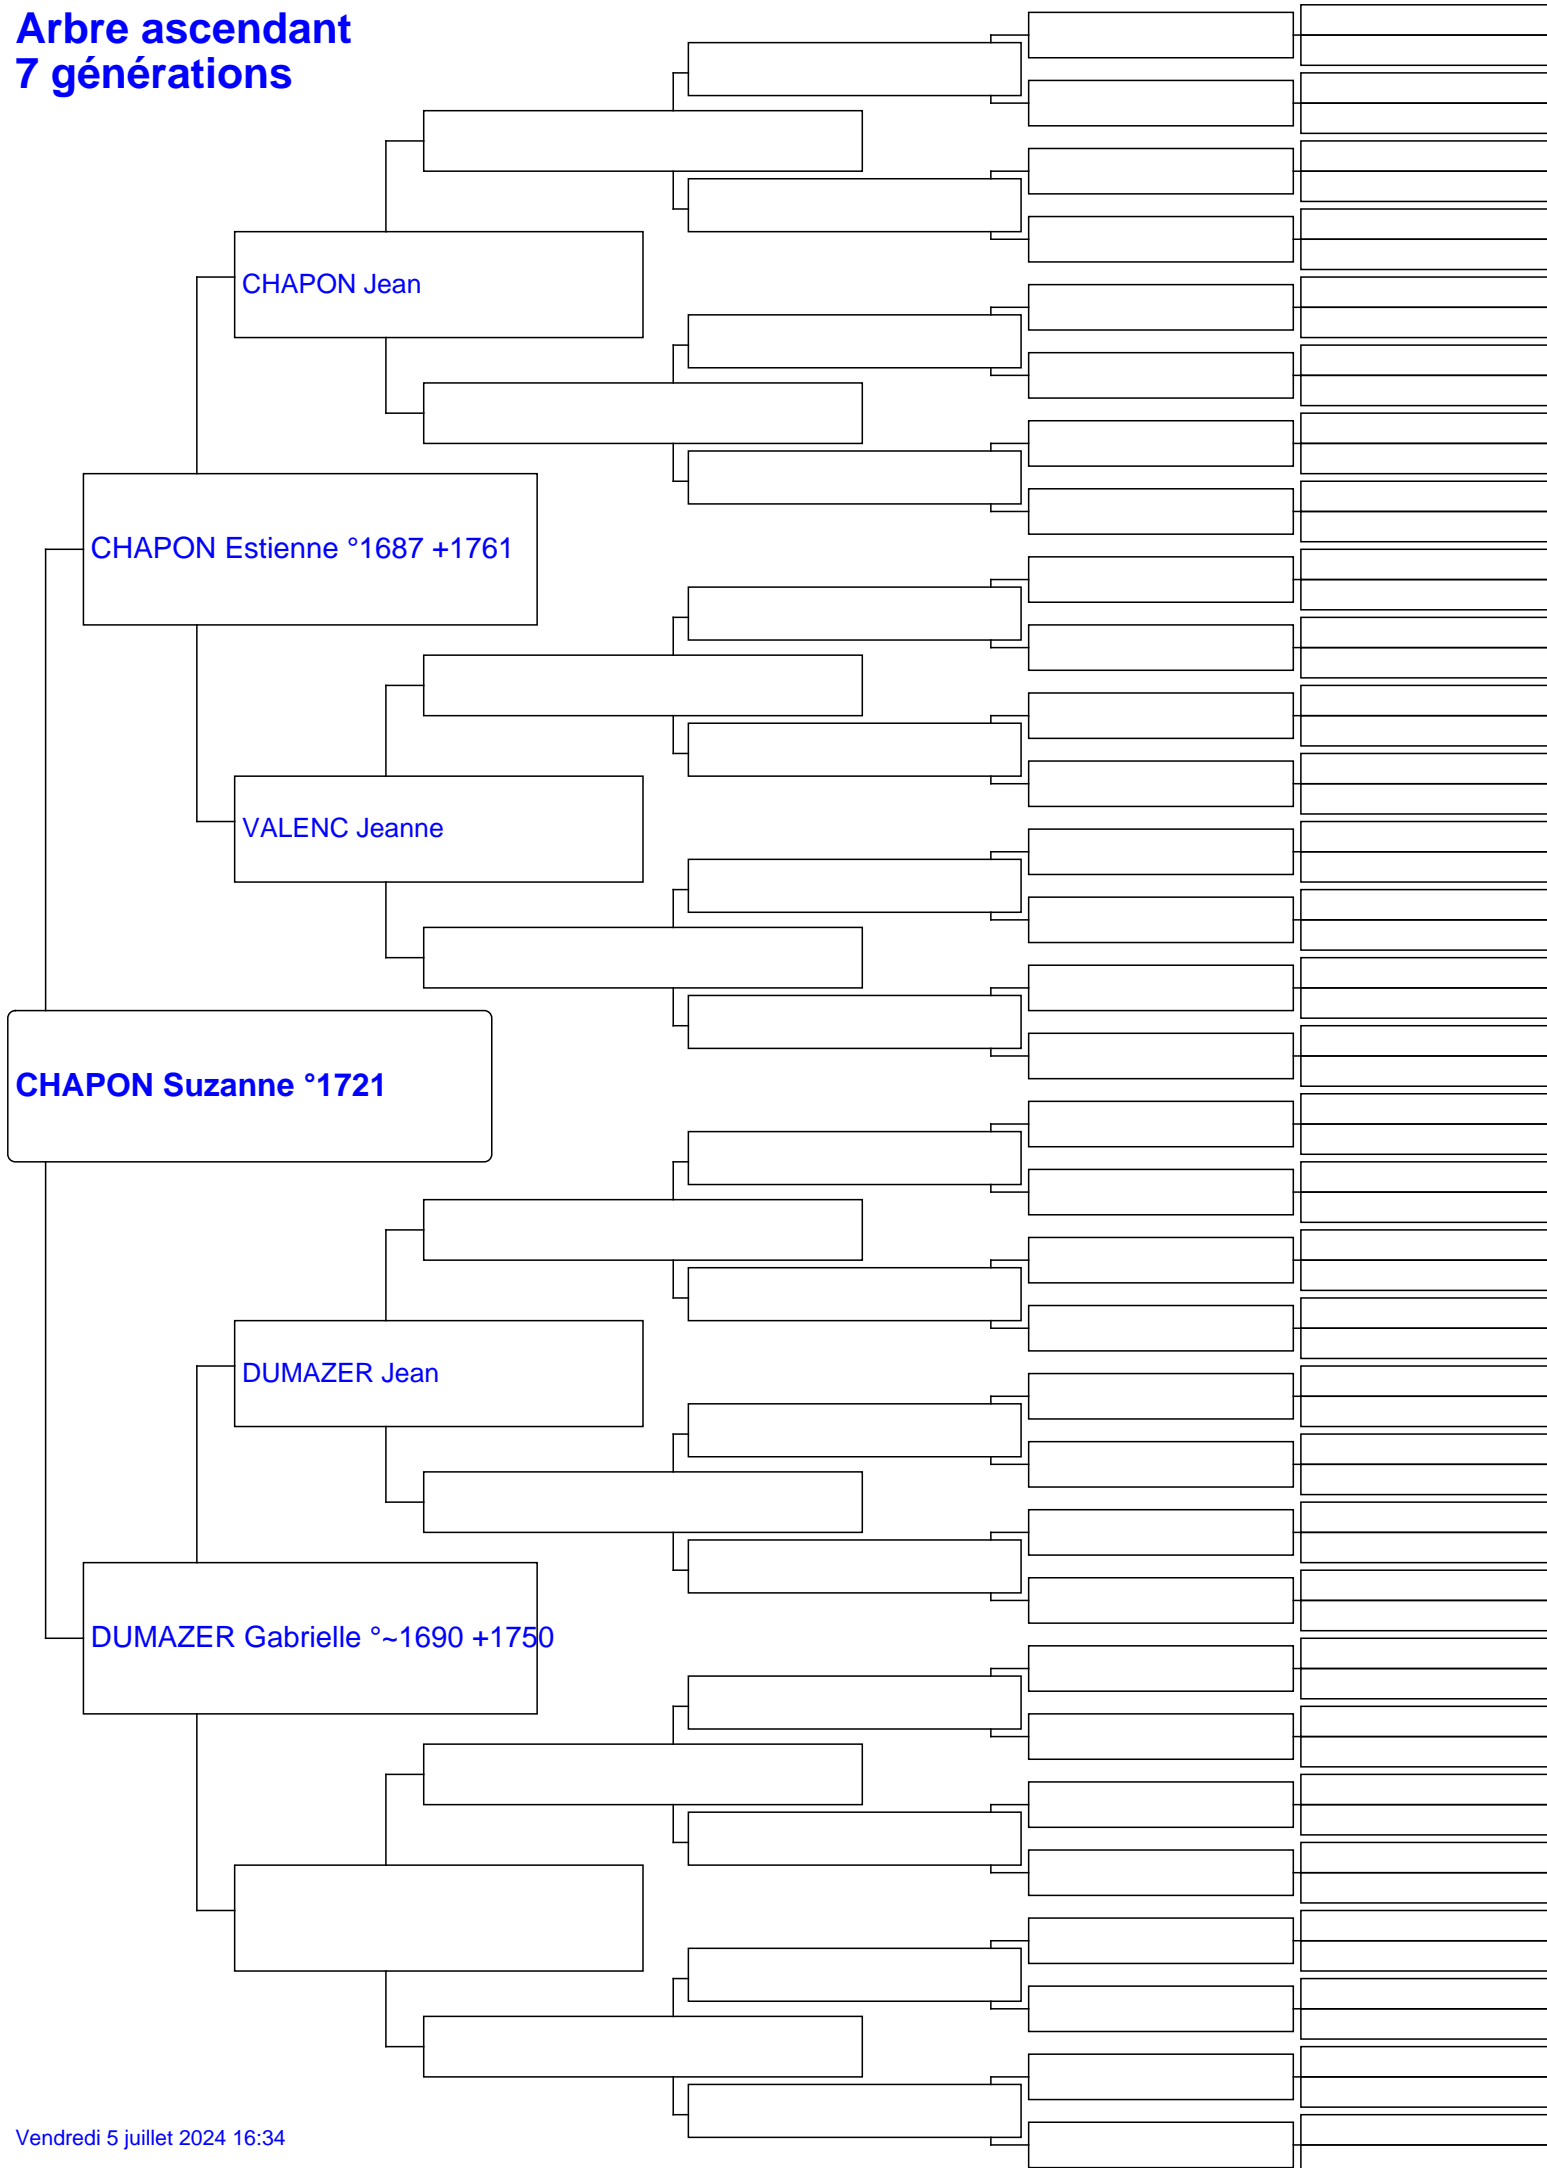 Arbre ascendant
7 générations
CHAPON Jean
CHAPON Estienne °1687 +1761
VALENC Jeanne
CHAPON Suzanne °1721
DUMAZER Jean
DUMAZER Gabrielle °~1690 +1750
Vendredi 5 juillet 2024 16:34